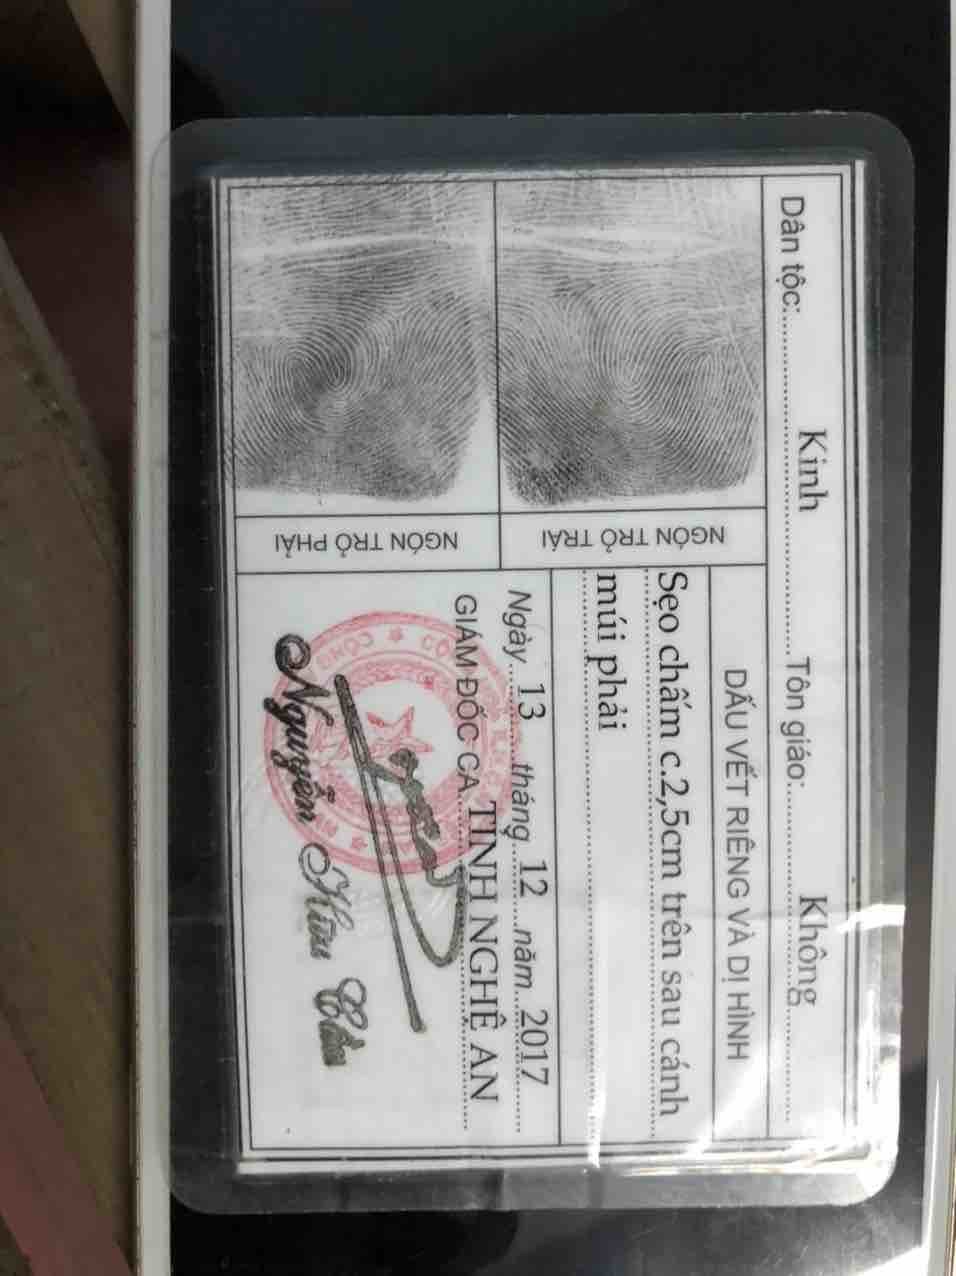 Dân tộc: Kinh Tôn giáo: Không
NGÓN TRỎ TRÁI
NGÓN TRỎ PHẢI
DẤU VẾT RIÊNG VÀ DỊ HÌNH
Sẹo chấm c.2,5cm trên sau cánh
múi phải
Ngày 13 tháng 12 năm 2017
GIÁM ĐỐC CA TỈNH NGHỆ AN
Nguyễn Hữu Cầu